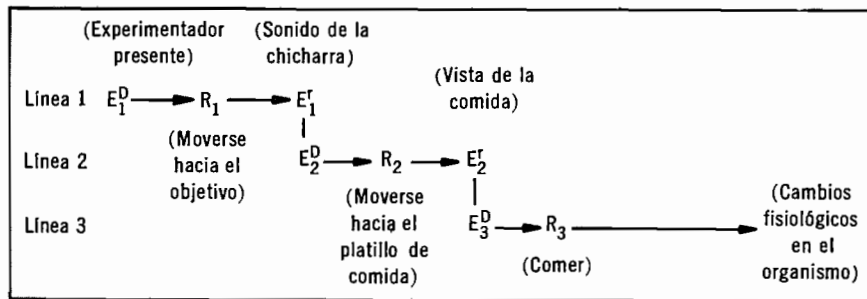 (Experimentador presente)
(Sonido de la chicharra)
(Vista de la comida)
Línea 1 E₁ᴰ → R₁ → E₁ʳ
(Moverse hacia el objetivo)
Línea 2 E₂ᴰ → R₂ → E₂ʳ
(Moverse hacia el platillo de comida)
(Cambios fisiológicos en el organismo)
Línea 3 E₃ᴰ → R₃ →
(Comer)